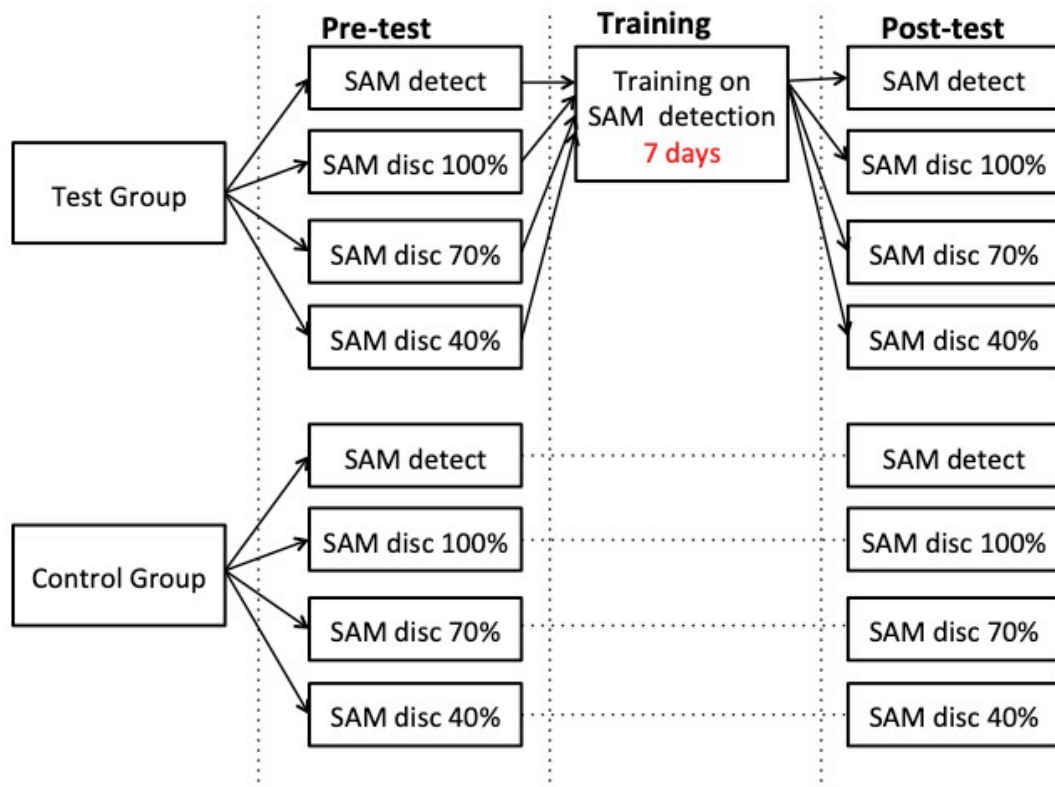 Pre-test
Training
Post-test
Test Group
SAM detect
SAM disc 100%
SAM disc 70%
SAM disc 40%
Training on
SAM detection
7 days
SAM detect
SAM disc 100%
SAM disc 70%
SAM disc 40%
Control Group
SAM detect
SAM disc 100%
SAM disc 70%
SAM disc 40%
SAM detect
SAM disc 100%
SAM disc 70%
SAM disc 40%